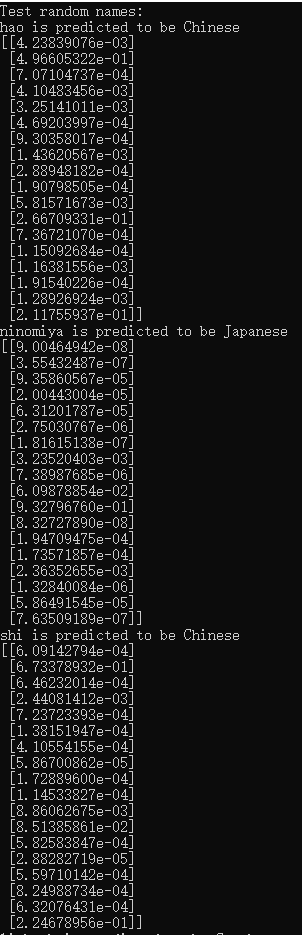 Test random names:
hao is predicted to be Chinese
[[4.23839076e-03]
[4.96605322e-01]
[7.07104737e-04]
[4.10483456e-03]
[3.25141011e-03]
[4.69203997e-04]
[9.30358017e-04]
[1.43620567e-03]
[2.88948182e-04]
[1.90798505e-04]
[5.81571673e-03]
[2.66709331e-01]
[7.36721070e-04]
[1.15092684e-04]
[1.16381556e-03]
[1.91540226e-04]
[1.28926924e-03]
[2.11755937e-01]]
ninomiya is predicted to be Japanese
[[9.00464942e-08]
[3.55432487e-07]
[9.35860567e-05]
[2.00443004e-05]
[6.31201787e-05]
[2.75030767e-06]
[1.81615138e-07]
[3.23520403e-03]
[7.38987685e-06]
[6.09878854e-02]
[9.32796760e-01]
[8.32727890e-08]
[1.94709475e-04]
[1.73571857e-04]
[2.36352655e-03]
[1.32840084e-06]
[5.86491545e-05]
[7.63509189e-07]]
shi is predicted to be Chinese
[[6.09142794e-04]
[6.73378932e-01]
[6.46232014e-04]
[2.44081412e-03]
[7.23723393e-04]
[1.38151947e-04]
[4.10554155e-04]
[5.86700862e-05]
[1.72889600e-04]
[1.14533827e-04]
[8.86062675e-03]
[8.51385861e-02]
[5.82583847e-04]
[2.88282719e-05]
[5.59710142e-04]
[8.24988734e-04]
[6.32076431e-04]
[2.24678956e-01]]